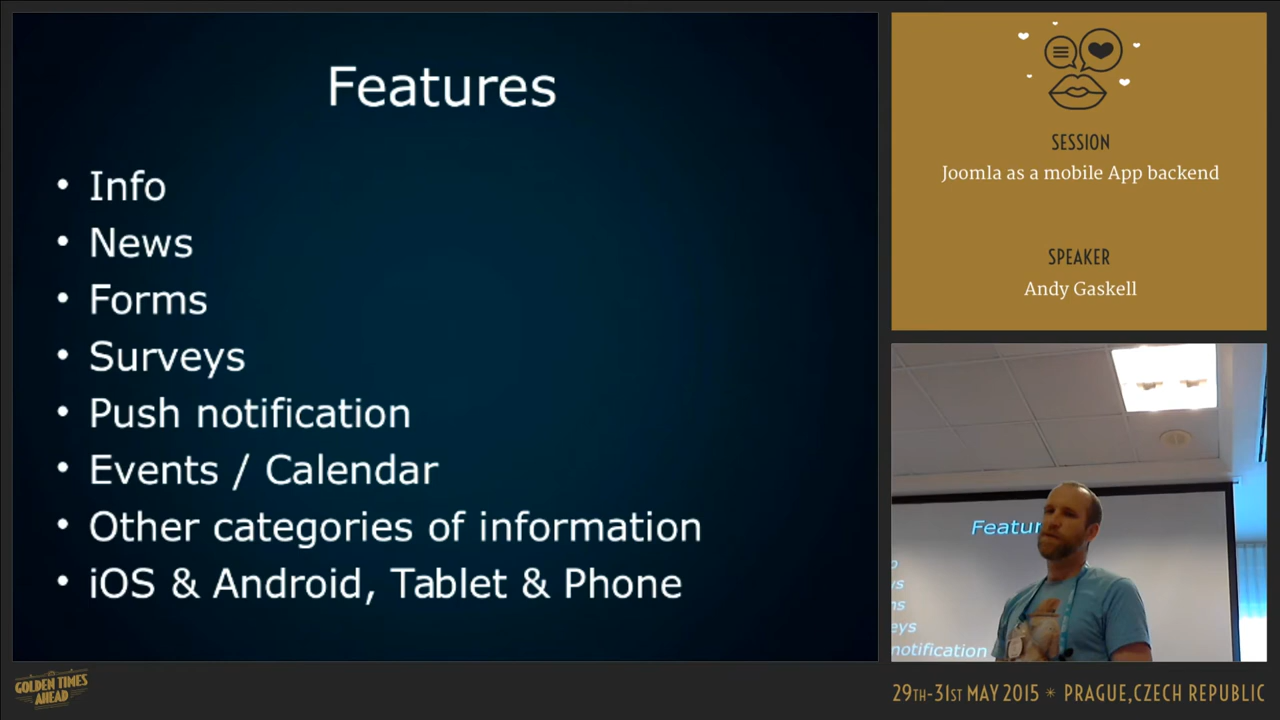 Features
• Info
• News
• Forms
• Surveys
• Push notification
• Events / Calendar
• Other categories of information
• iOS & Android, Tablet & Phone
SESSION
Joomla as a mobile App backend
SPEAKER
Andy Gaskell
Featur
o
ws
ms
eys
notification
GOLDEN TIMES
AHEAD
29TH-31ST MAY 2015 * PRAGUE, CZECH REPUBLIC